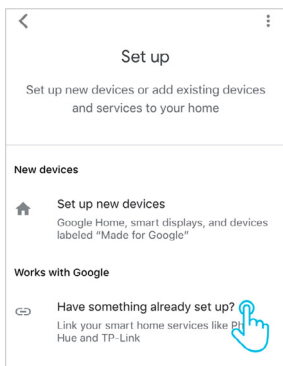 Set up
Set up new devices or add existing devices
and services to your home
New devices
Set up new devices
Google Home, smart displays, and devices
labeled "Made for Google"
Works with Google
Have something already set up?
Link your smart home services like
Hue and TP-Link